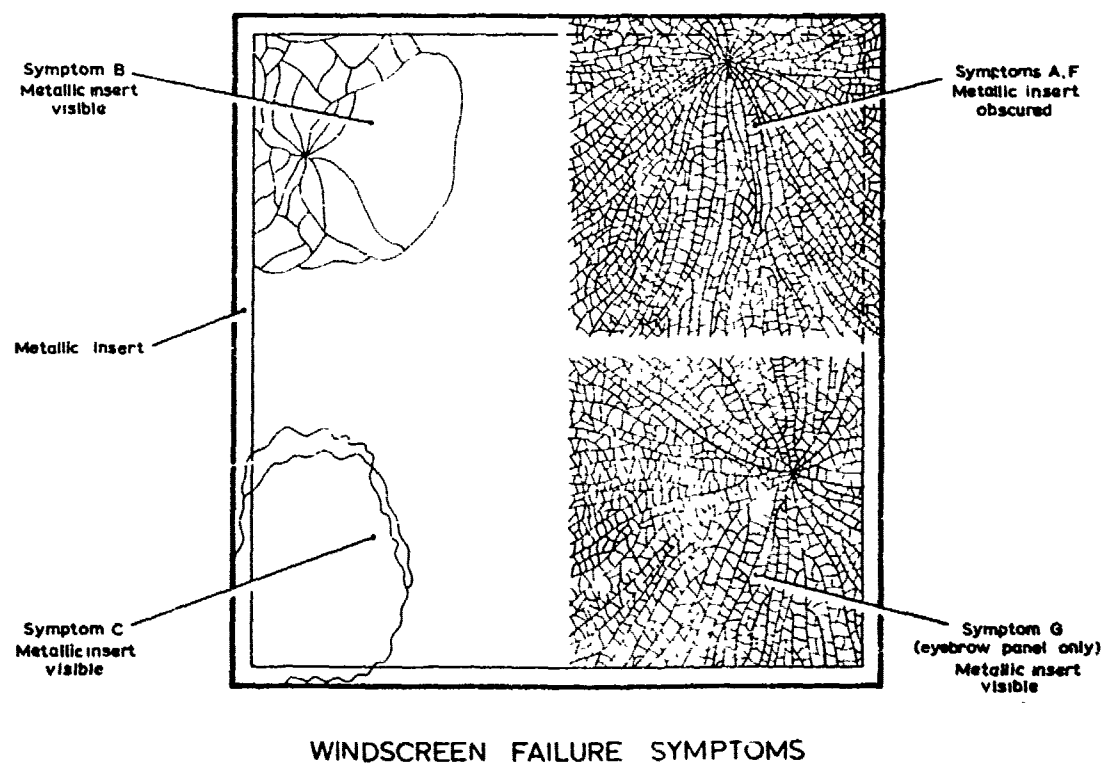 Symptom B
Metallic insert
visible
Symptoms A, F
Metallic insert
obscured
Metallic insert
Symptom C
Metallic insert
visible
Symptom G
(eyebrow panel only)
Metallic insert
visible
WINDSCREEN FAILURE SYMPTOMS